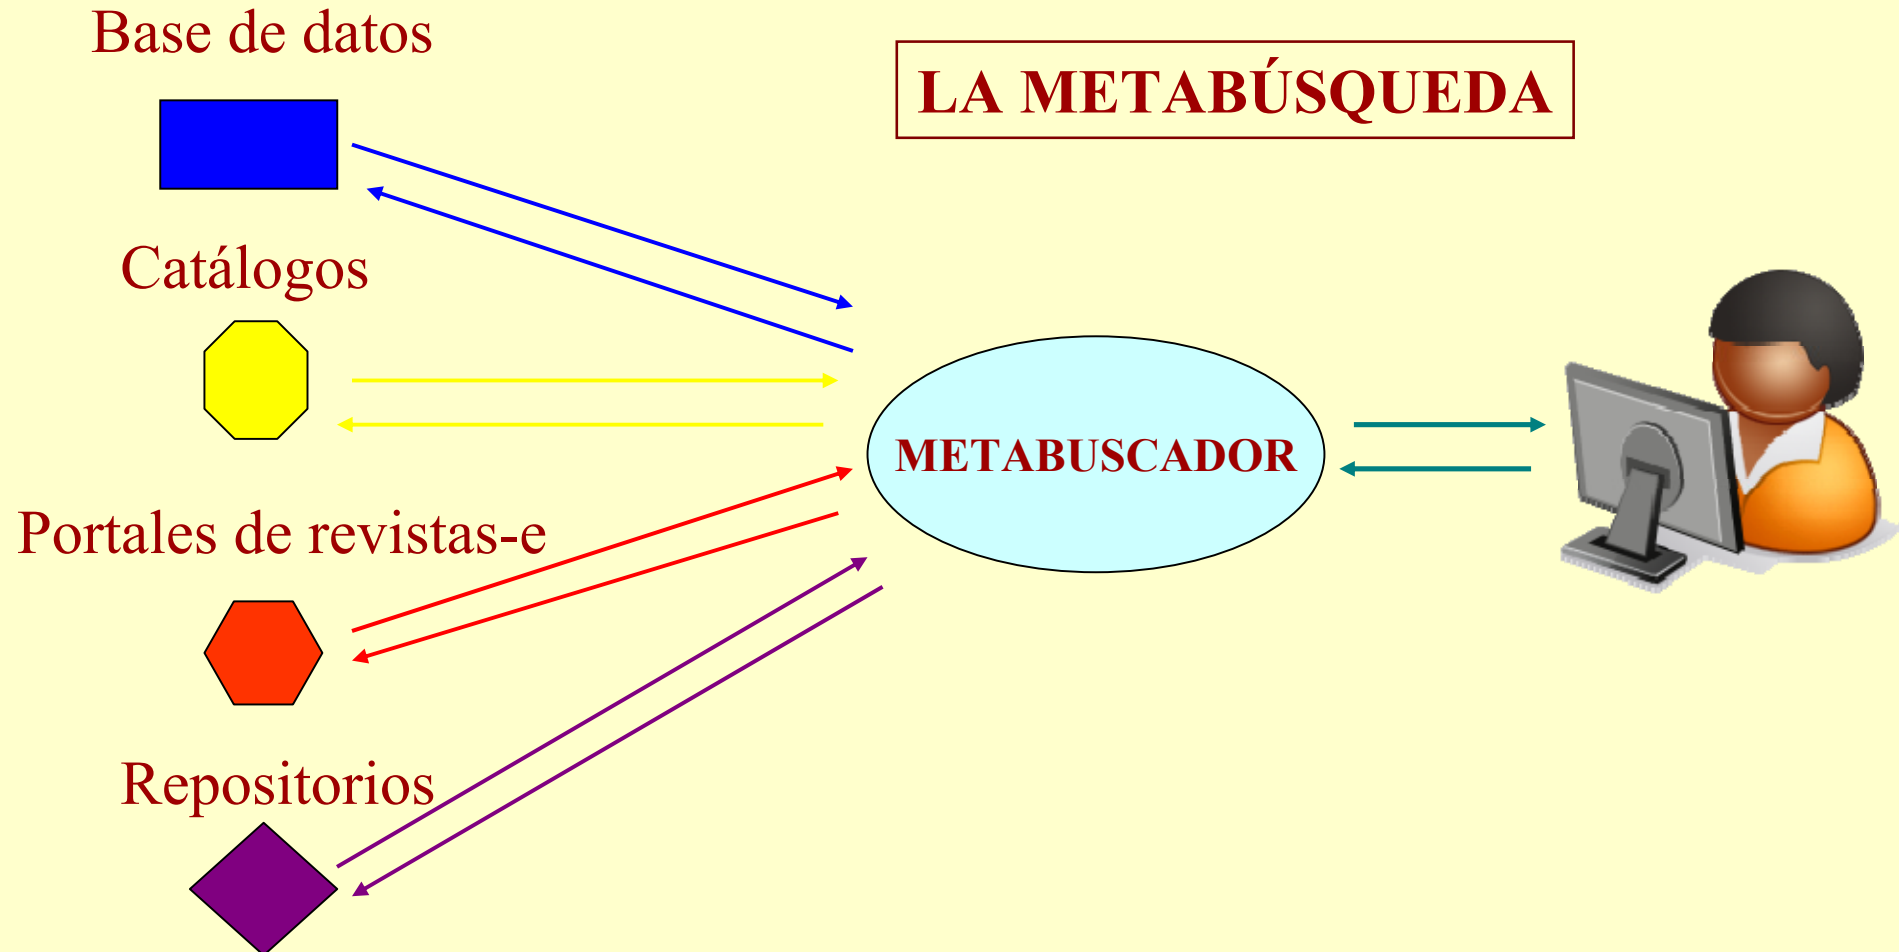 Base de datos
LA METABÚSQUEDA
Catálogos
METABUSCADOR
Portales de revistas-e
Repositorios